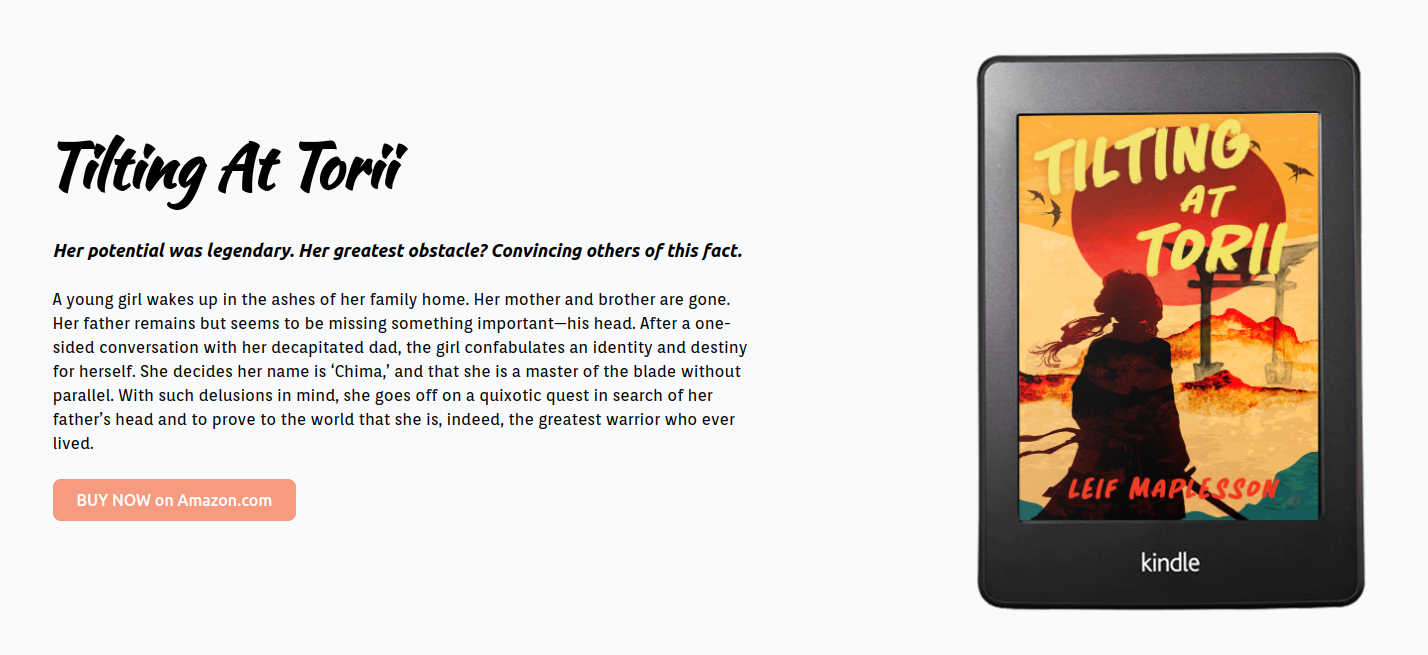 Tilting At Torii
Her potential was legendary. Her greatest obstacle? Convincing others of this fact.
A young girl wakes up in the ashes of her family home. Her mother and brother are gone.
Her father remains but seems to be missing something important—his head. After a one-
sided conversation with her decapitated dad, the girl confabulates an identity and destiny
for herself. She decides her name is ‘Chima,’ and that she is a master of the blade without
parallel. With such delusions in mind, she goes off on a quixotic quest in search of her
father’s head and to prove to the world that she is, indeed, the greatest warrior who ever
lived.
BUY NOW on Amazon.com
TILTING
AT
TORII
LEIF MAPLESSON
kindle